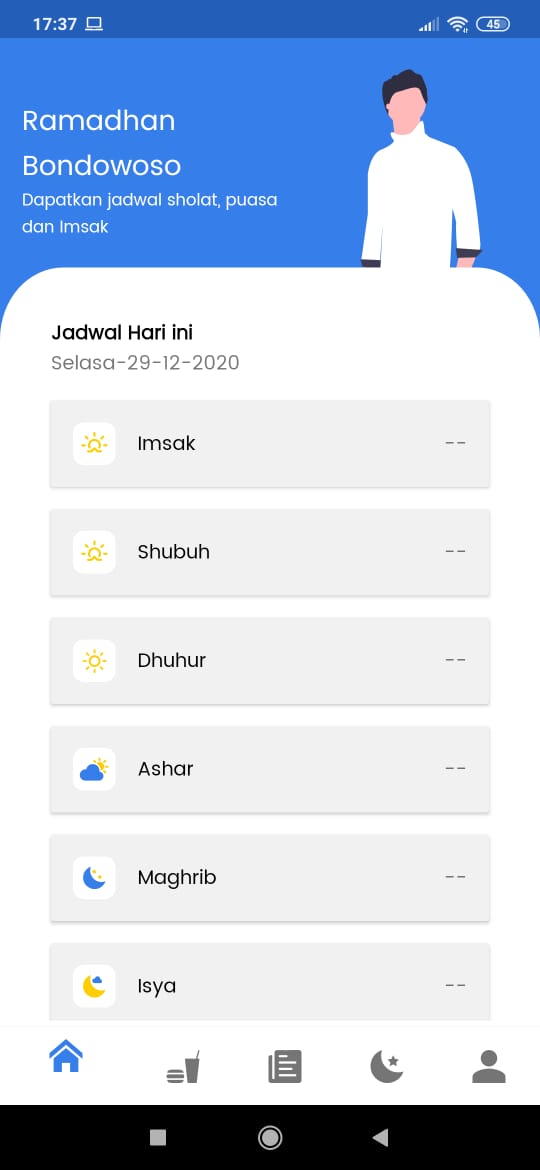 17:37
45
Ramadhan
Bondowoso
Dapatkan jadwal sholat, puasa
dan Imsak
Jadwal Hari ini
Selasa-29-12-2020
Imsak --
Shubuh --
Dhuhur --
Ashar --
Maghrib --
Isya --